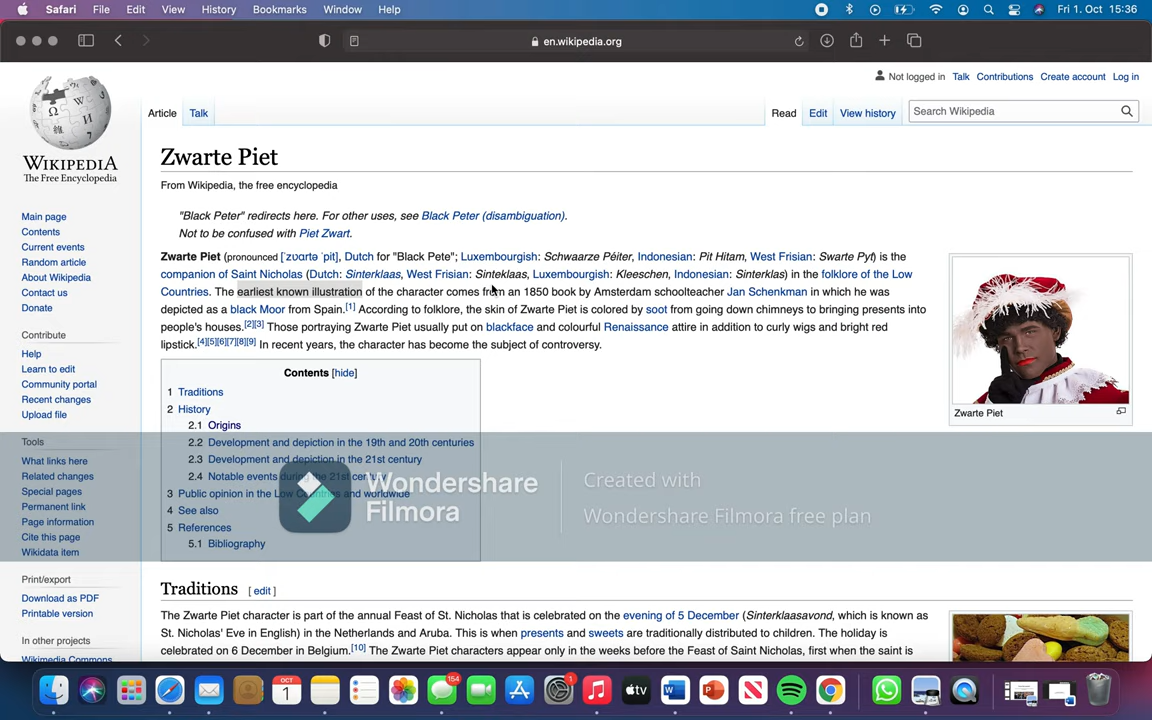 Safari File Edit View History Bookmarks Window Help Fri 1. Oct 15:36
en.wikipedia.org
Not logged in Talk Contributions Create account Log in
Article Talk Read Edit View history Search Wikipedia
WIKIPEDIA
The Free Encyclopedia
Zwarte Piet
From Wikipedia, the free encyclopedia
"Black Peter" redirects here. For other uses, see Black Peter (disambiguation).
Not to be confused with Piet Zwart.
Zwarte Piet (pronounced [ˈzʋɑrtə ˈpit], Dutch for "Black Pete"; Luxembourgish: Schwaarze Péiter, Indonesian: Pit Hitam, West Frisian: Swarte Pyt) is the
companion of Saint Nicholas (Dutch: Sinterklaas, West Frisian: Sinteklaas, Luxembourgish: Kleeschen, Indonesian: Sinterklas) in the folklore of the Low
Countries. The earliest known illustration of the character comes from an 1850 book by Amsterdam schoolteacher Jan Schenkman in which he was
depicted as a black Moor from Spain.[1] According to folklore, the skin of Zwarte Piet is colored by soot from going down chimneys to bringing presents into
people's houses.[2][3] Those portraying Zwarte Piet usually put on blackface and colourful Renaissance attire in addition to curly wigs and bright red
lipstick.[4][5][6][7][8][9] In recent years, the character has become the subject of controversy.
Zwarte Piet
Main page
Contents
Current events
Random article
About Wikipedia
Contact us
Donate
Contribute
Help
Learn to edit
Community portal
Recent changes
Upload file
Tools
What links here
Related changes
Special pages
Permanent link
Page information
Cite this page
Wikidata item
Print/export
Download as PDF
Printable version
In other projects
Wikimedia Commons
Contents [hide]
1 Traditions
2 History
2.1 Origins
2.2 Development and depiction in the 19th and 20th centuries
2.3 Development and depiction in the 21st century
2.4 Notable events during the 21st century
3 Public opinion in the Low Countries and worldwide
4 See also
5 References
5.1 Bibliography
Wondershare
Filmora
Created with
Wondershare Filmora free plan
Traditions [ edit ]
The Zwarte Piet character is part of the annual Feast of St. Nicholas that is celebrated on the evening of 5 December (Sinterklaasavond, which is known as
St. Nicholas' Eve in English) in the Netherlands and Aruba. This is when presents and sweets are traditionally distributed to children. The holiday is
celebrated on 6 December in Belgium.[10] The Zwarte Piet characters appear only in the weeks before the Feast of Saint Nicholas, first when the saint is
OCT
1
154
1
tv
W
P